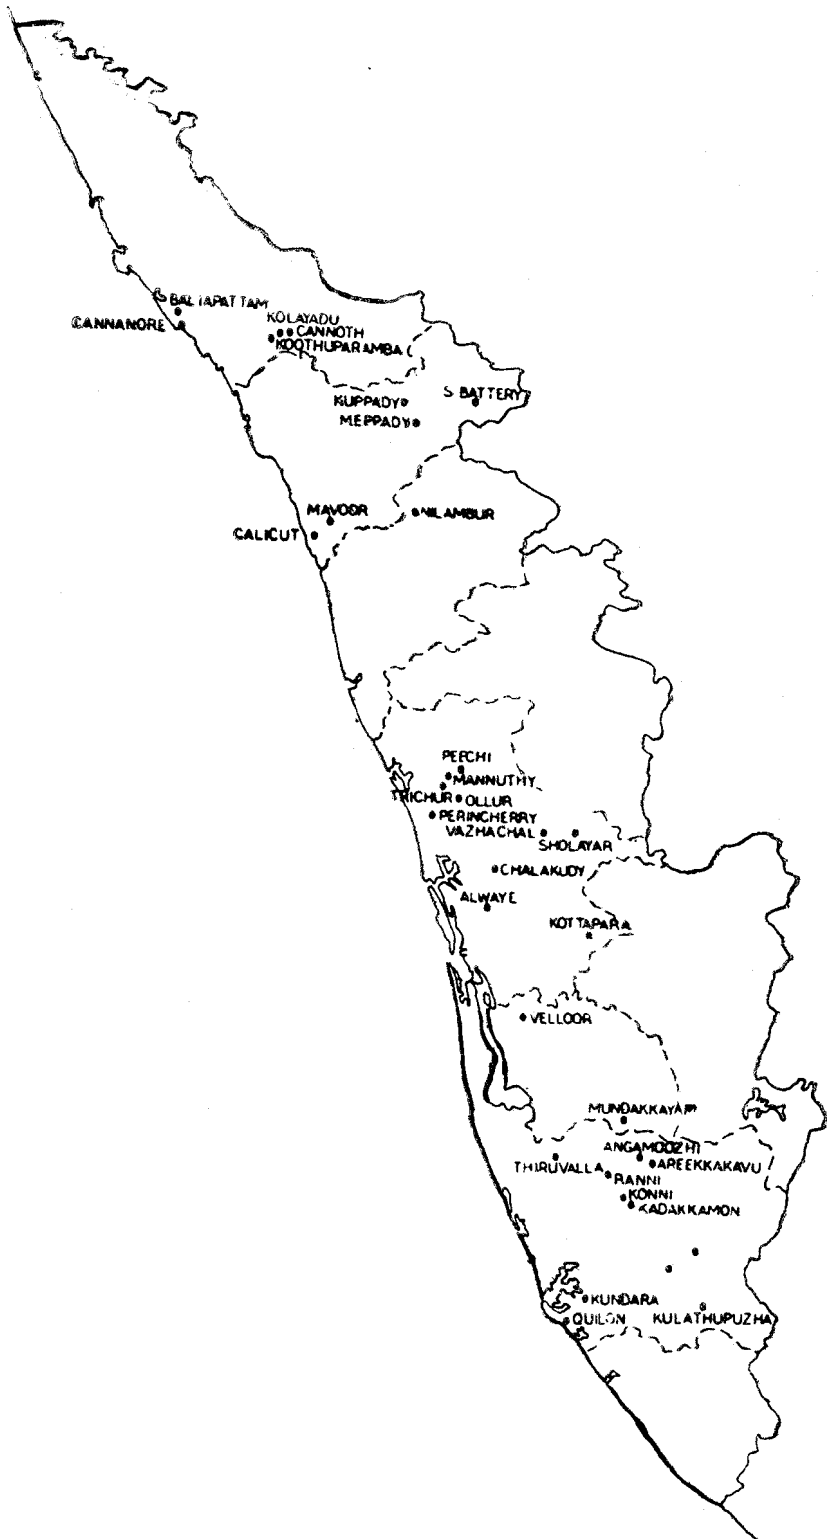 BALIAPATTAM
CANNANORE
KOLAYADU
CANNOTH
KOOTHUPARAMBA
KUPPADY
S BATTERY
MEPPADY
MAVOOR
NILAMBUR
CALICUT
PEECHI
MANNUTHY
TRICHUR
OLLUR
PERINCHERRY
VAZHACHAL
SHOLAYAR
CHALAKUDY
ALWAYE
KOTTAPARA
VELLOOR
MUNDAKKAYAM
ANGAMOOZHI
THIRUVALLA
AREEKKAKAVU
RANNI
KONNI
KADAKKAMON
KUNDARA
QUILON
KULATHUPUZHA